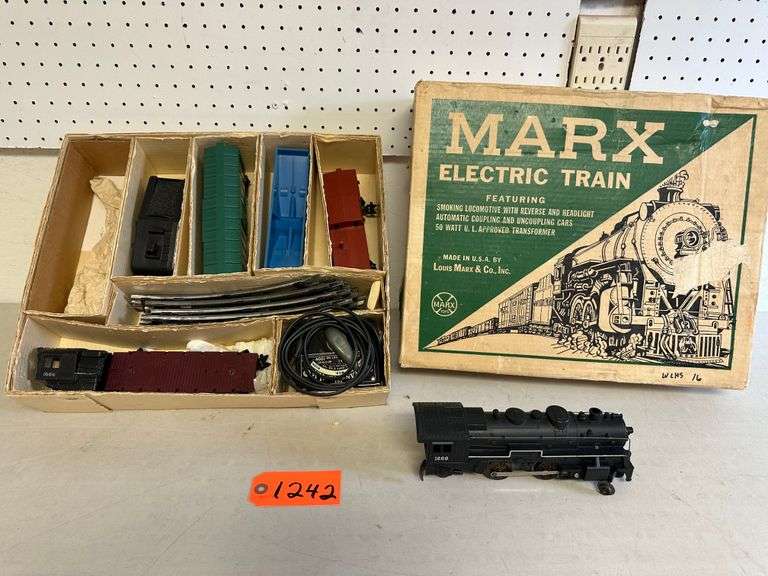 MARX
ELECTRIC TRAIN
FEATURING
SMOKING LOCOMOTIVE WITH REVERSE AND HEADLIGHT
AUTOMATIC COUPLING AND UNCOUPLING CARS
50 WATT U.L. APPROVED TRANSFORMER
MADE IN U.S.A. BY
LOUIS MARX & CO., INC.
MARX
TOYS
WCHS 16
1666
1242